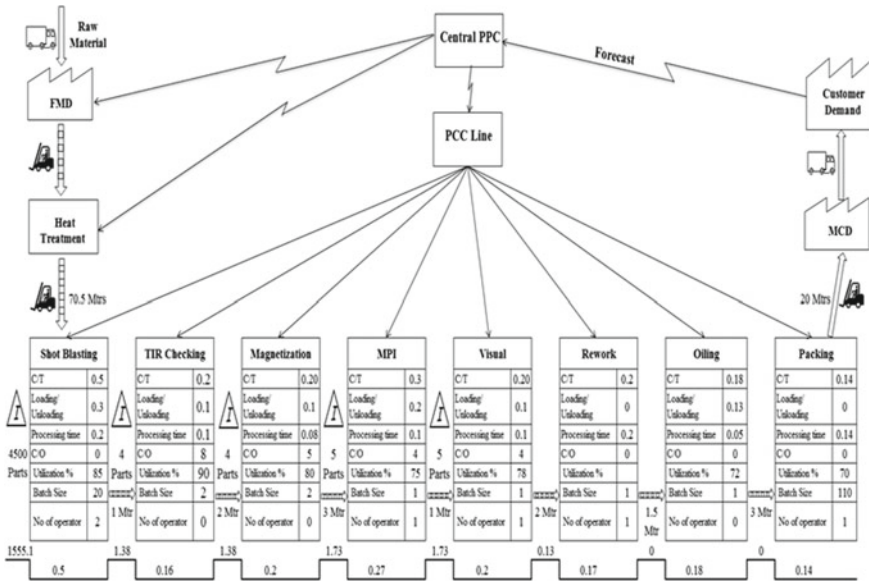 Raw
Material
FMD
Heat
Treatment
70.5 Mtrs
Central PPC
Forecast
PCC Line
Customer
Demand
MCD
20 Mtrs
I
4500
Parts
Shot Blasting
C/T 0.5
Loading/
Unloading 0.3
Processing time 0.2
C/O 0
Utilization % 85
Batch Size 20
No of operator 2
I
4
Parts
1 Mtr
TIR Checking
C/T 0.2
Loading/
Unloading 0.1
Processing time 0.1
C/O 8
Utilization % 90
Batch Size 2
No of operator 0
I
4
Parts
2 Mtr
Magnetization
C/T 0.20
Loading/
Unloading 0.1
Processing time 0.08
C/O 5
Utilization % 80
Batch Size 2
No of operator 0
I
5
Parts
3 Mtr
MPI
C/T 0.3
Loading/
Unloading 0.2
Processing time 0.1
C/O 4
Utilization % 75
Batch Size 1
No of operator 1
I
5
Parts
1 Mtr
Visual
C/T 0.20
Loading/
Unloading 0.1
Processing time 0.1
C/O 4
Utilization % 78
Batch Size 1
No of operator 1
2 Mtr
Rework
C/T 0.2
Loading/
Unloading 0
Processing time 0.2
C/O 0
Utilization %
Batch Size 1
No of operator 1
1.5
Mtr
Oiling
C/T 0.18
Loading/
Unloading 0.13
Processing time 0.05
C/O 0
Utilization % 72
Batch Size 1
No of operator 0
3 Mtr
Packing
C/T 0.14
Loading/
Unloading 0
Processing time 0.14
C/O 0
Utilization % 70
Batch Size 110
No of operator 1
1555.1 1.38 1.38 1.73 1.73 0.13 0 0
0.5 0.16 0.2 0.27 0.2 0.17 0.18 0.14